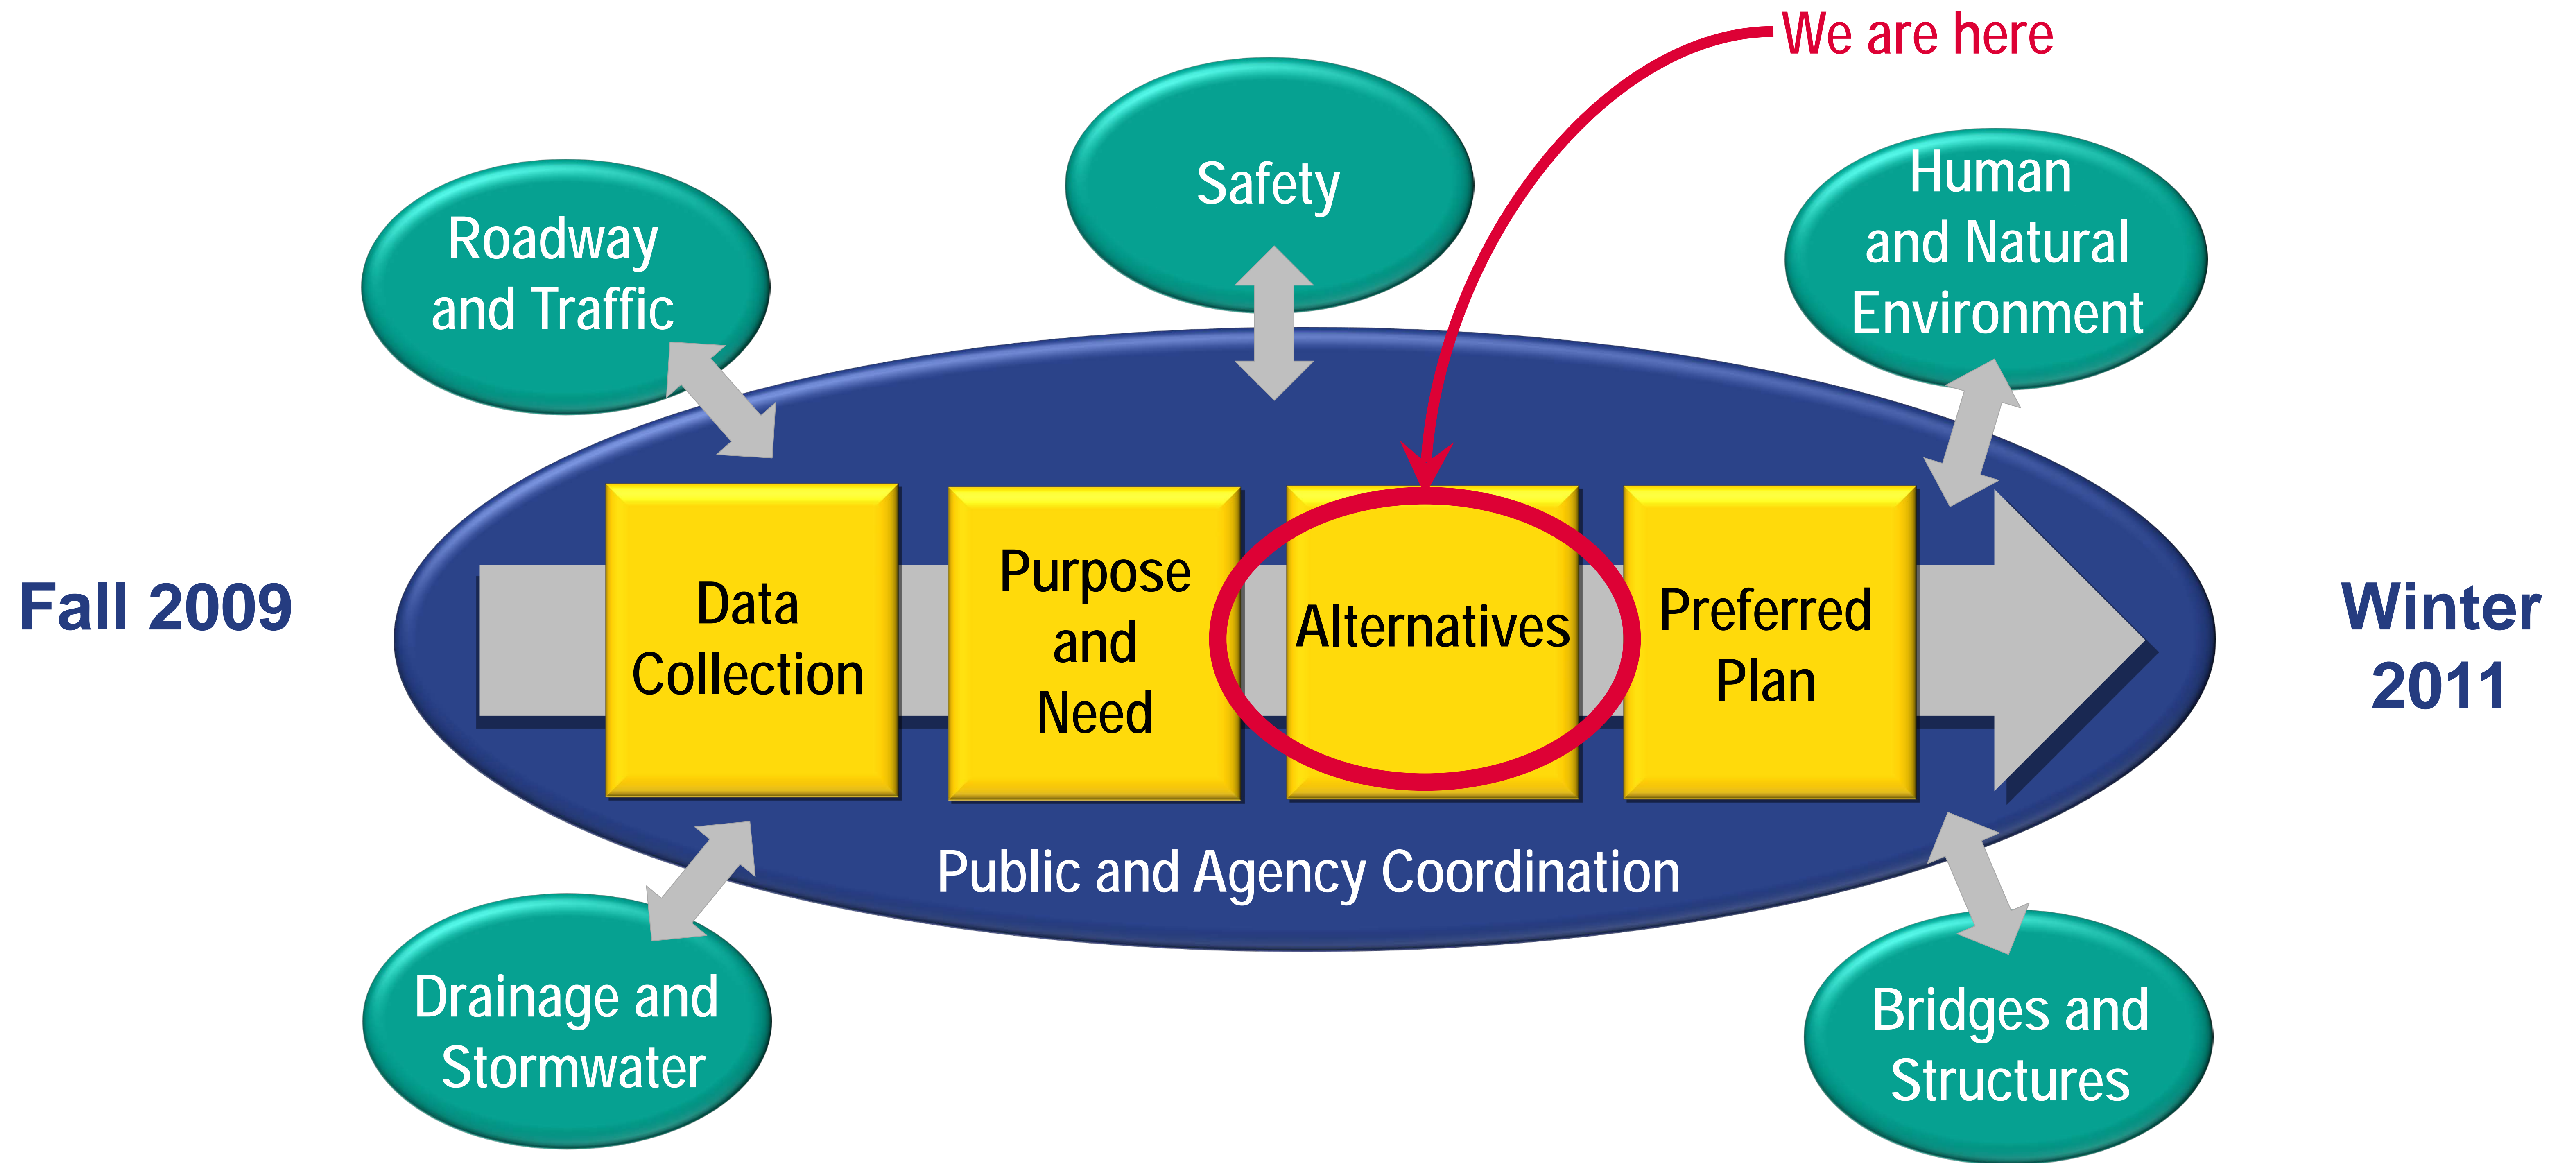 We are here
Safety
Human
and Natural
Environment
Roadway
and Traffic
Fall 2009
Data
Collection
Purpose
and
Need
Alternatives
Preferred
Plan
Winter
2011
Public and Agency Coordination
Drainage and
Stormwater
Bridges and
Structures